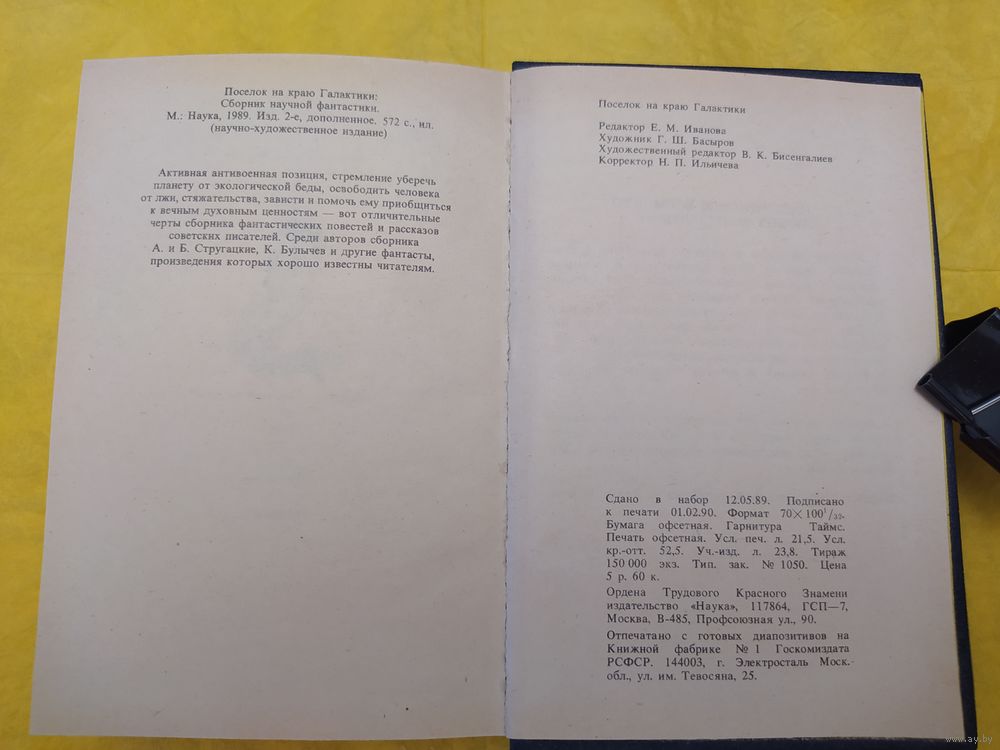 Поселок на краю Галактики:
Сборник научной фантастики.
М.: Наука, 1989. Изд. 2-е, дополненное. 572 с., ил.
(научно-художественное издание)
Активная антивоенная позиция, стремление уберечь
планету от экологической беды, освободить человека
от лжи, стяжательства, зависти и помочь ему приобщиться
к вечным духовным ценностям — вот отличительные
черты сборника фантастических повестей и рассказов
советских писателей. Среди авторов сборника
А. и Б. Стругацкие, К. Булычев и другие фантасты,
произведения которых хорошо известны читателям.
Поселок на краю Галактики
Редактор Е. М. Иванова
Художник Г. Ш. Басыров
Художественный редактор В. К. Бисенгалиев
Корректор Н. П. Ильичева
Сдано в набор 12.05.89. Подписано
к печати 01.02.90. Формат 70×100¹/₃₂.
Бумага офсетная. Гарнитура Таймс.
Печать офсетная. Усл. печ. л. 21,5. Усл.
кр.-отт. 52,5. Уч.-изд. л. 23,8. Тираж
150 000 экз. Тип. зак. № 1050. Цена
5 р. 60 к.
Ордена Трудового Красного Знамени
издательство «Наука», 117864, ГСП—7,
Москва, В-485, Профсоюзная ул., 90.
Отпечатано с готовых диапозитивов на
Книжной фабрике № 1 Госкомиздата
РСФСР. 144003, г. Электросталь Моск.
обл., ул. им. Тевосяна, 25.
www.ay.by